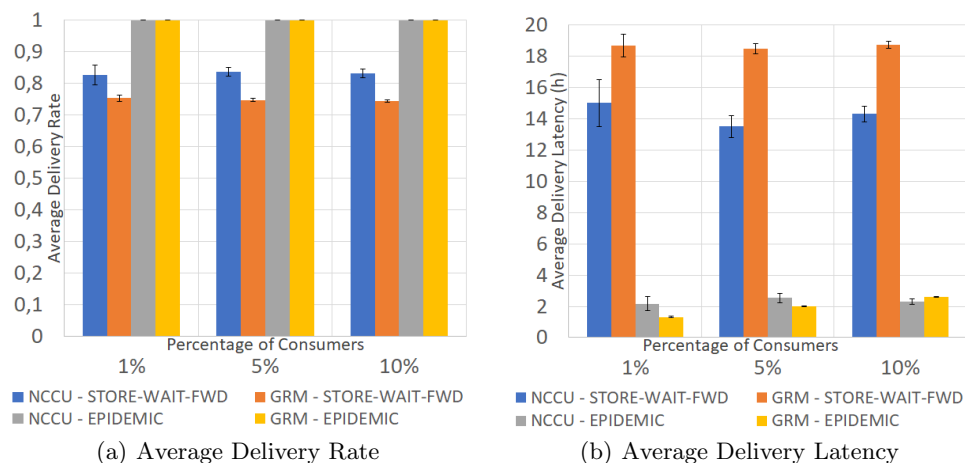 1
0,9
0,8
0,7
0,6
0,5
0,4
0,3
0,2
0,1
0
Average Delivery Rate
Percentage of Consumers
1% 5% 10%
NCCU - STORE-WAIT-FWD GRM - STORE-WAIT-FWD
NCCU - EPIDEMIC GRM - EPIDEMIC
(a) Average Delivery Rate
20
18
16
14
12
10
8
6
4
2
0
Average Delivery Latency (h)
Percentage of Consumers
1% 5% 10%
NCCU - STORE-WAIT-FWD GRM - STORE-WAIT-FWD
NCCU - EPIDEMIC GRM - EPIDEMIC
(b) Average Delivery Latency